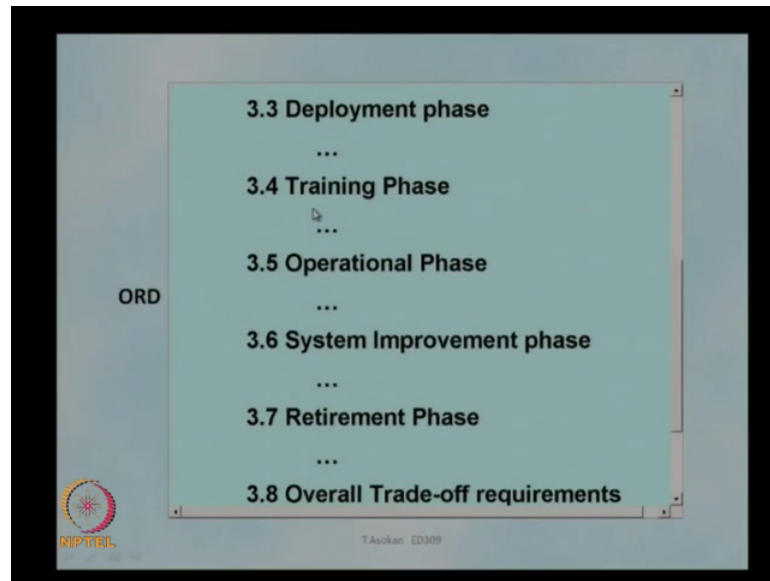 3.3 Deployment phase
...
3.4 Training Phase
...
3.5 Operational Phase
...
ORD
3.6 System Improvement phase
...
3.7 Retirement Phase
...
3.8 Overall Trade-off requirements
NPTEL
T Asokan ED309